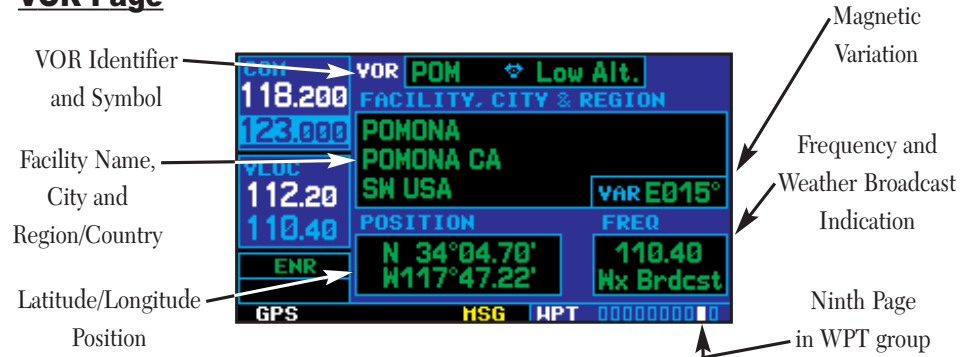 VOR Page
VOR Identifier
and Symbol
Facility Name,
City and
Region/Country
Latitude/Longitude
Position
COM
118.200
123.000
VLOC
112.20
110.40
ENR
GPS
VOR POM Low Alt.
FACILITY, CITY & REGION
POMONA
POMONA CA
SW USA
VAR E015°
POSITION
N 34°04.70'
W117°47.22'
FREQ
110.40
Wx Brdcst
MSG WPT
Magnetic
Variation
Frequency and
Weather Broadcast
Indication
Ninth Page
in WPT group